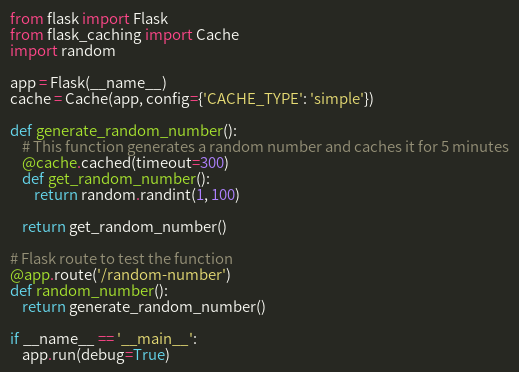 from flask import Flask
from flask_caching import Cache
import random
app = Flask(__name__)
cache = Cache(app, config={'CACHE_TYPE': 'simple'})
def generate_random_number():
# This function generates a random number and caches it for 5 minutes
@cache.cached(timeout=300)
def get_random_number():
return random.randint(1, 100)
return get_random_number()
# Flask route to test the function
@app.route('/random-number')
def random_number():
return generate_random_number()
if __name__ == '__main__':
app.run(debug=True)